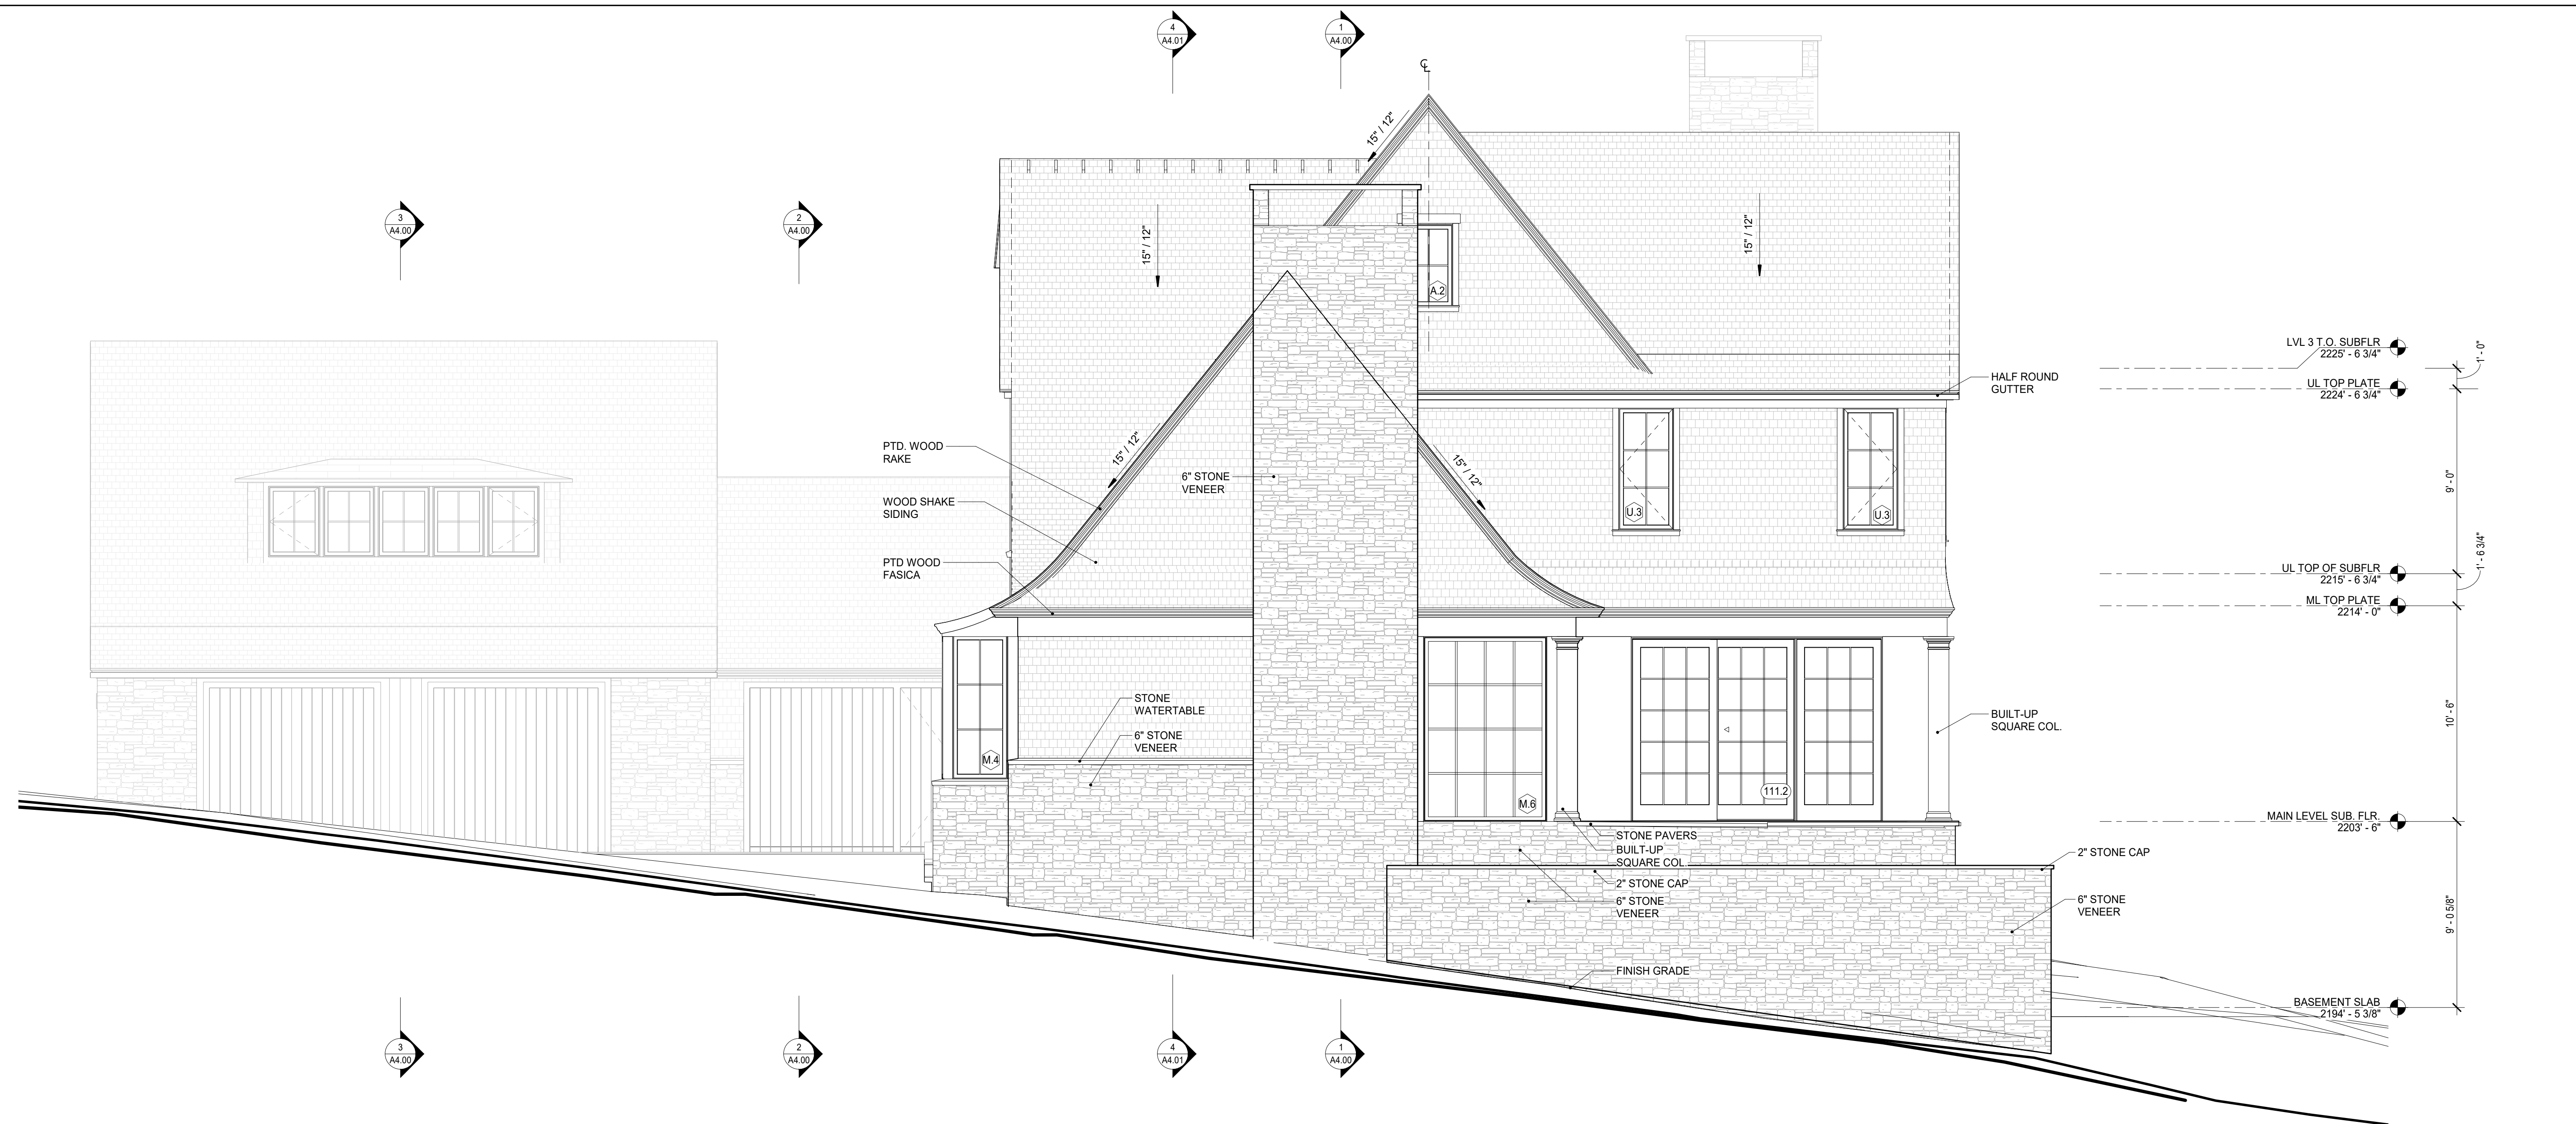 4
A4.01
1
A4.00
℄
15" / 12"
3
A4.00
2
A4.00
15" / 12"
15" / 12"
A.2
LVL 3 T.O. SUBFLR
2225' - 6 3/4"
1' - 0"
UL TOP PLATE
2224' - 6 3/4"
HALF ROUND
GUTTER
PTD. WOOD
RAKE
15" / 12"
15" / 12"
6" STONE
VENEER
9' - 0"
WOOD SHAKE
SIDING
U.3
U.3
PTD WOOD
FASICA
UL TOP OF SUBFLR
2215' - 6 3/4"
1' - 6 3/4"
ML TOP PLATE
2214' - 0"
STONE
WATERTABLE
6" STONE
VENEER
BUILT-UP
SQUARE COL.
10' - 6"
M.4
M.6
111.2
MAIN LEVEL SUB. FLR.
2203' - 6"
STONE PAVERS
BUILT-UP
SQUARE COL.
2" STONE CAP
2" STONE CAP
6" STONE
VENEER
6" STONE
VENEER
9' - 0 5/8"
FINISH GRADE
BASEMENT SLAB
2194' - 5 3/8"
3
A4.00
2
A4.00
4
A4.01
1
A4.00